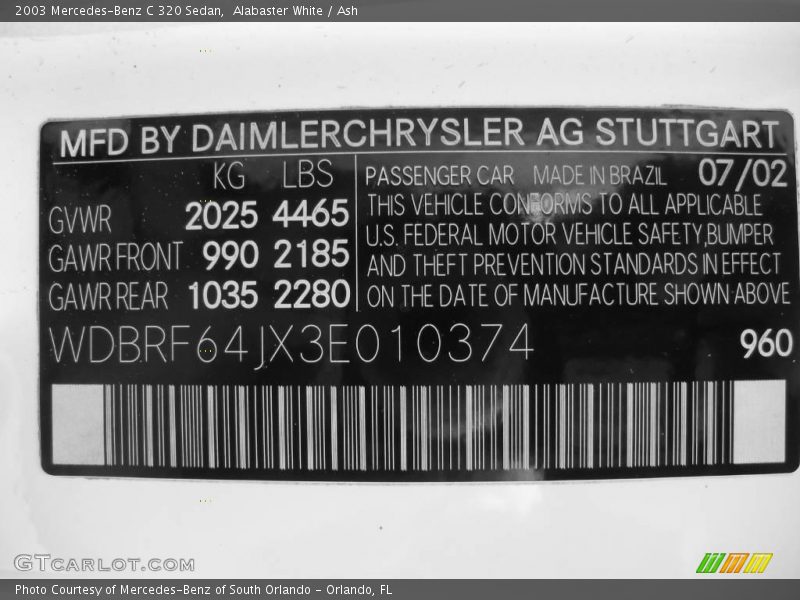 2003 Mercedes-Benz C 320 Sedan, Alabaster White / Ash
MFD BY DAIMLERCHRYSLER AG STUTTGART
KG LBS
GVWR 2025 4465
GAWR FRONT 990 2185
GAWR REAR 1035 2280
PASSENGER CAR MADE IN BRAZIL 07/02
THIS VEHICLE CONFORMS TO ALL APPLICABLE
U.S. FEDERAL MOTOR VEHICLE SAFETY,BUMPER
AND THEFT PREVENTION STANDARDS IN EFFECT
ON THE DATE OF MANUFACTURE SHOWN ABOVE
WDBRF64JX3E010374 960
GTCARLOT.COM
Photo Courtesy of Mercedes-Benz of South Orlando - Orlando, FL